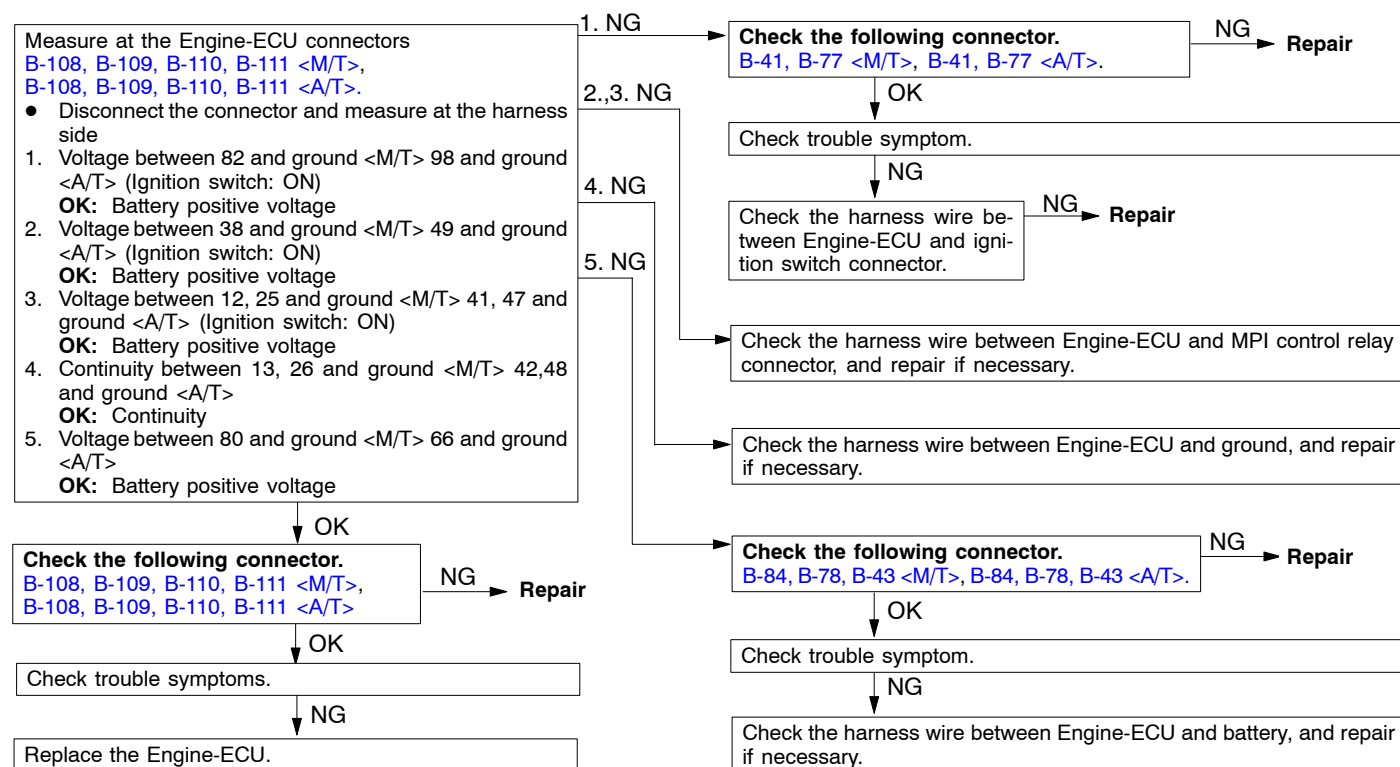 Measure at the Engine-ECU connectors
B-108, B-109, B-110, B-111 <M/T>,
B-108, B-109, B-110, B-111 <A/T>.
● Disconnect the connector and measure at the harness
side
1. Voltage between 82 and ground <M/T> 98 and ground
<A/T> (Ignition switch: ON)
OK: Battery positive voltage
2. Voltage between 38 and ground <M/T> 49 and ground
<A/T> (Ignition switch: ON)
OK: Battery positive voltage
3. Voltage between 12, 25 and ground <M/T> 41, 47 and
ground <A/T> (Ignition switch: ON)
OK: Battery positive voltage
4. Continuity between 13, 26 and ground <M/T> 42,48
and ground <A/T>
OK: Continuity
5. Voltage between 80 and ground <M/T> 66 and ground
<A/T>
OK: Battery positive voltage
OK
Check the following connector.
B-108, B-109, B-110, B-111 <M/T>,
B-108, B-109, B-110, B-111 <A/T>
NG
Repair
OK
Check trouble symptoms.
NG
Replace the Engine-ECU.
1. NG
Check the following connector.
B-41, B-77 <M/T>, B-41, B-77 <A/T>.
NG
Repair
OK
Check trouble symptom.
NG
Check the harness wire be-
tween Engine-ECU and igni-
tion switch connector.
NG
Repair
2.,3. NG
Check the harness wire between Engine-ECU and MPI control relay
connector, and repair if necessary.
4. NG
Check the harness wire between Engine-ECU and ground, and repair
if necessary.
5. NG
Check the following connector.
B-84, B-78, B-43 <M/T>, B-84, B-78, B-43 <A/T>.
NG
Repair
OK
Check trouble symptom.
NG
Check the harness wire between Engine-ECU and battery, and repair
if necessary.